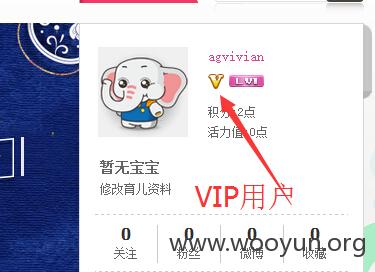 agvivian
V LV1
积分 2点
活力值 0点
暂无宝宝
修改育儿资料
VIP用户
0 0 0 0
关注 粉丝 微博 收藏
www.wooyun.org